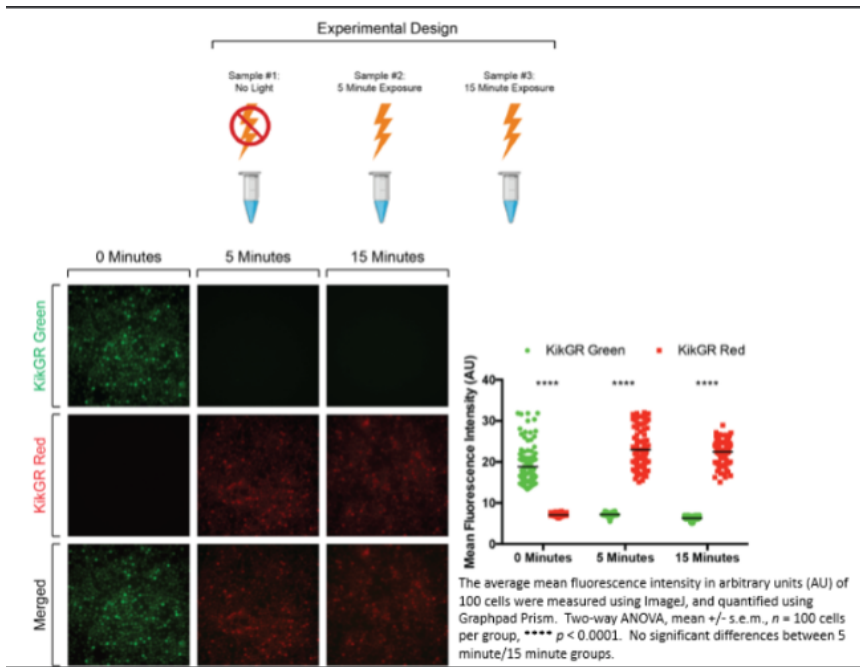 Experimental Design
Sample #1:
No Light
Sample #2:
5 Minute Exposure
Sample #3:
15 Minute Exposure
0 Minutes
5 Minutes
15 Minutes
KikGR Green
KikGR Red
Merged
KikGR Green
KikGR Red
Mean Fluorescence Intensity (AU)
**** **** ****
40
30
20
10
0
0 Minutes
5 Minutes
15 Minutes
The average mean fluorescence intensity in arbitrary units (AU) of
100 cells were measured using ImageJ, and quantified using
Graphpad Prism. Two-way ANOVA, mean +/- s.e.m., n = 100 cells
per group, **** p < 0.0001. No significant differences between 5
minute/15 minute groups.